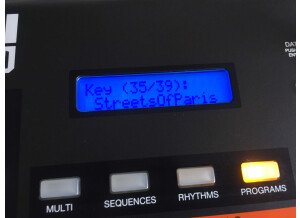 Key (35/39):
StreetsOfParis
MULTI
SEQUENCES
RHYTHMS
PROGRAMS